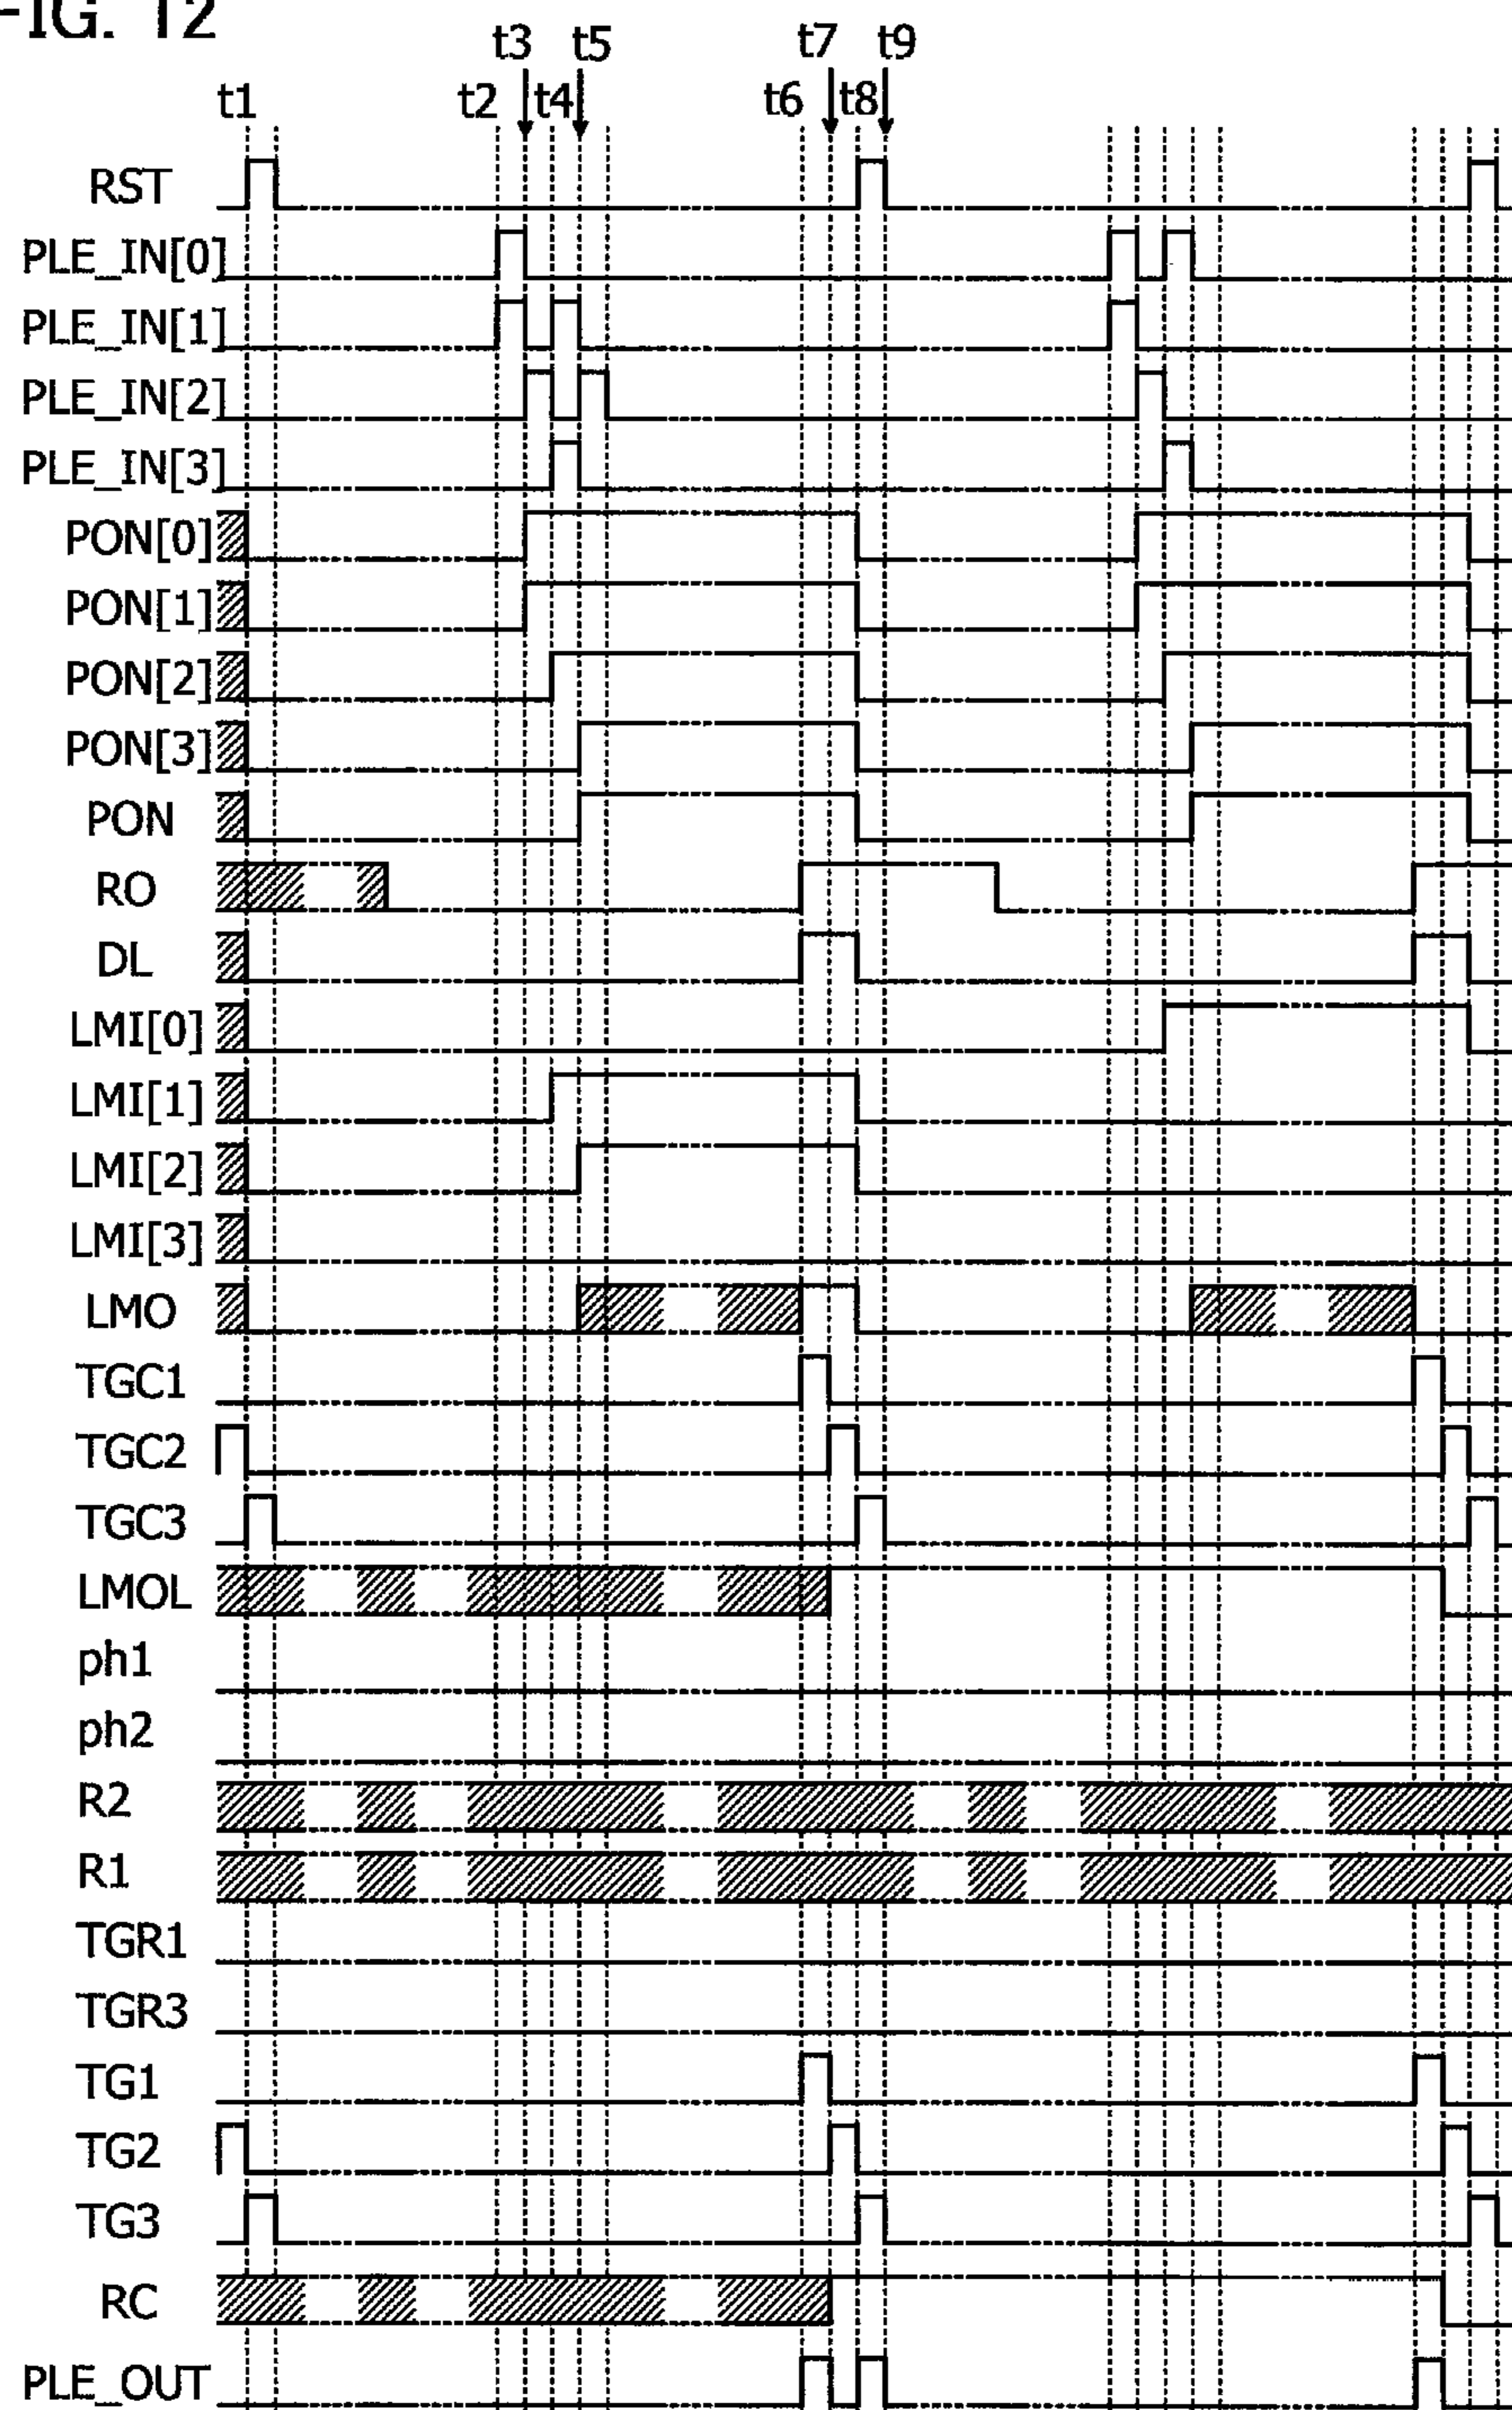 FIG. 12
t3 t5 t7 t9
t1 t2 t4 t6 t8
RST
PLE_IN[0]
PLE_IN[1]
PLE_IN[2]
PLE_IN[3]
PON[0]
PON[1]
PON[2]
PON[3]
PON
RO
DL
LMI[0]
LMI[1]
LMI[2]
LMI[3]
LMO
TGC1
TGC2
TGC3
LMOL
ph1
ph2
R2
R1
TGR1
TGR3
TG1
TG2
TG3
RC
PLE_OUT